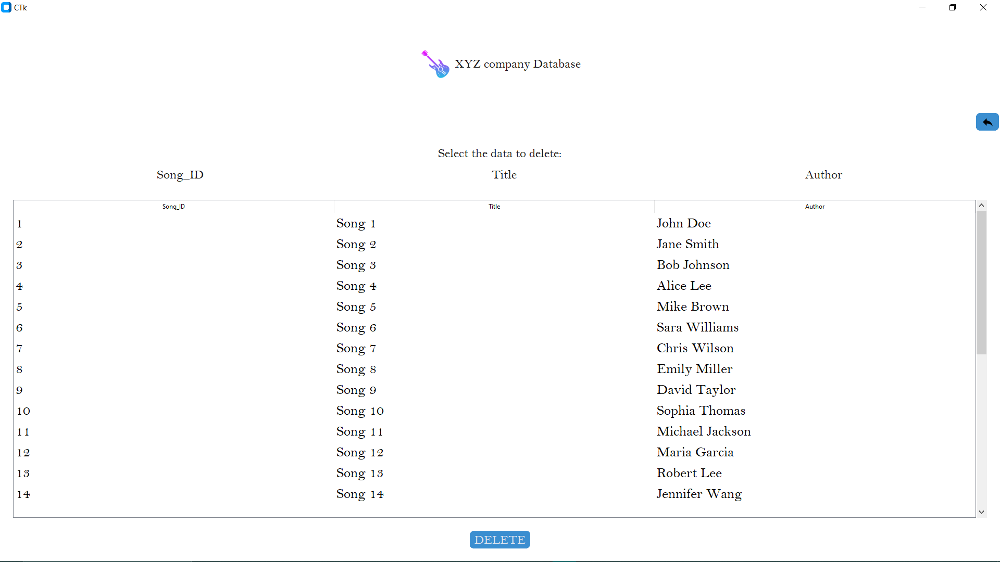 CTk
XYZ company Database
Select the data to delete:
Song_ID Title Author
Song_ID Title Author
1 Song 1 John Doe
2 Song 2 Jane Smith
3 Song 3 Bob Johnson
4 Song 4 Alice Lee
5 Song 5 Mike Brown
6 Song 6 Sara Williams
7 Song 7 Chris Wilson
8 Song 8 Emily Miller
9 Song 9 David Taylor
10 Song 10 Sophia Thomas
11 Song 11 Michael Jackson
12 Song 12 Maria Garcia
13 Song 13 Robert Lee
14 Song 14 Jennifer Wang
DELETE